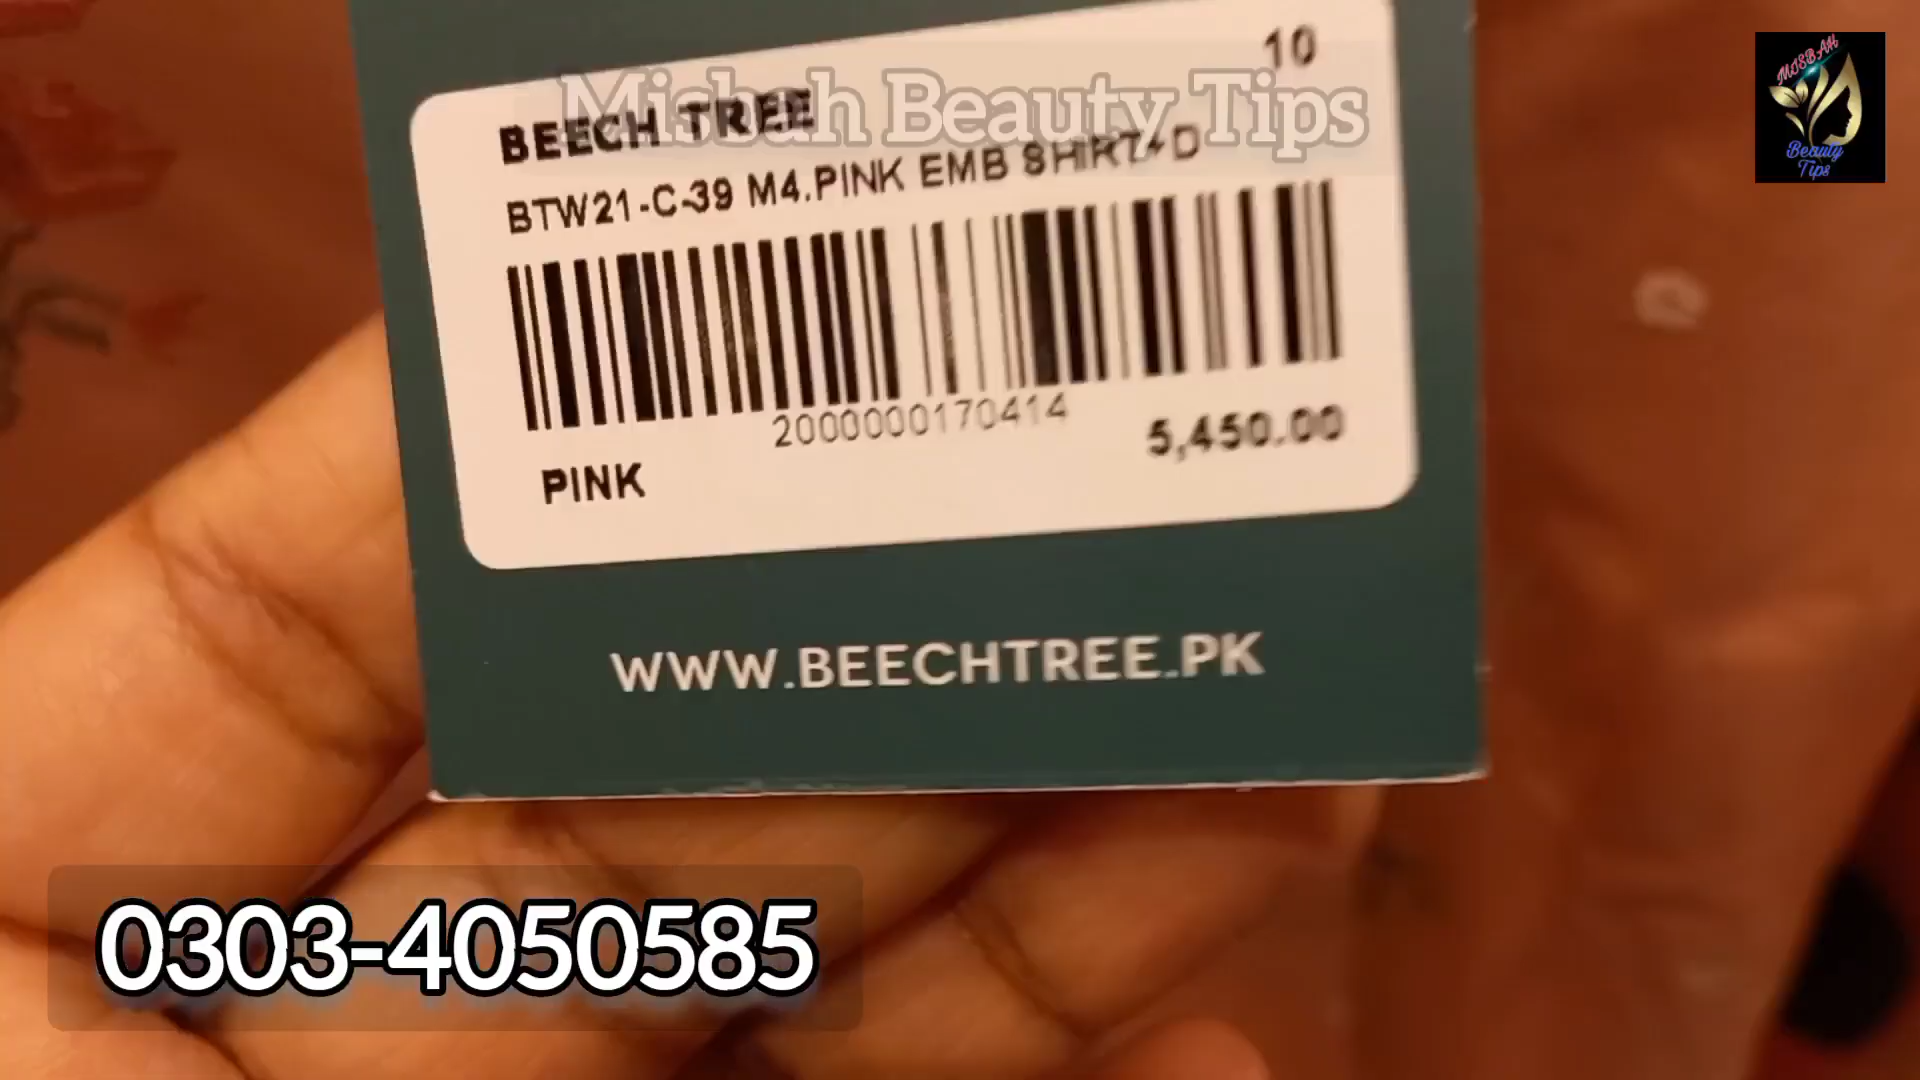 10
Misbah Beauty Tips
BEECH TREE
BTW21-C-39 M4.PINK EMB SHIRT+D
2000000170414
5,450.00
PINK
WWW.BEECHTREE.PK
0303-4050585
MISBAH
Beauty
Tips